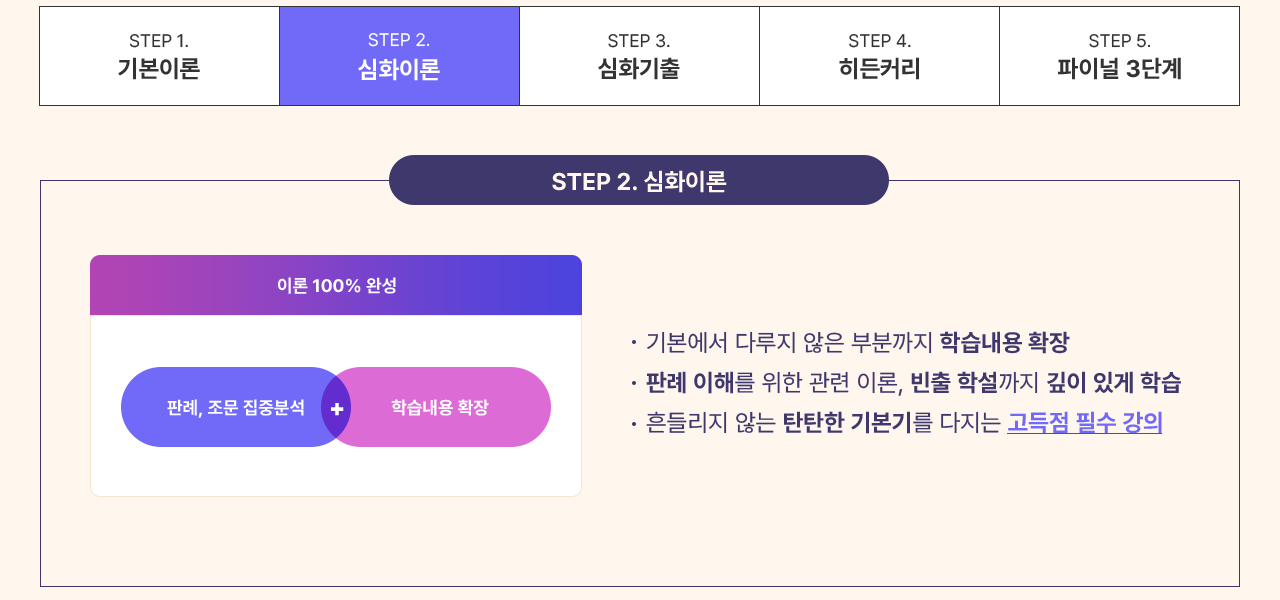 STEP 1.
기본이론
STEP 2.
심화이론
STEP 3.
심화기출
STEP 4.
히든커리
STEP 5.
파이널 3단계
STEP 2. 심화이론
이론 100% 완성
판례, 조문 집중분석 + 학습내용 확장
· 기본에서 다루지 않은 부분까지 학습내용 확장
· 판례 이해를 위한 관련 이론, 빈출 학설까지 깊이 있게 학습
· 흔들리지 않는 탄탄한 기본기를 다지는 고득점 필수 강의